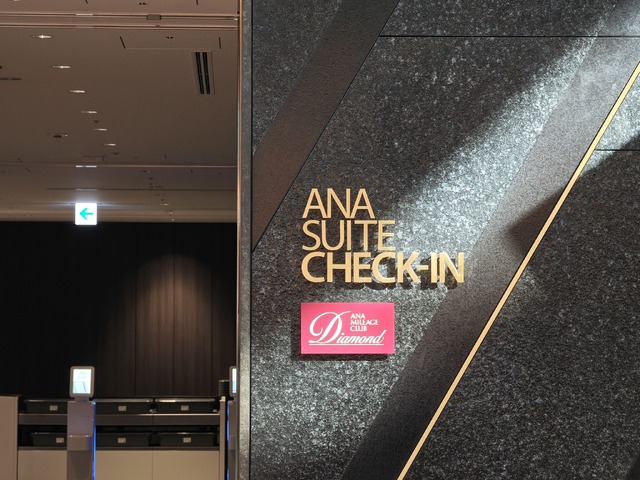 ANA
SUITE
CHECK-IN
ANA
MILEAGE
CLUB
Diamond